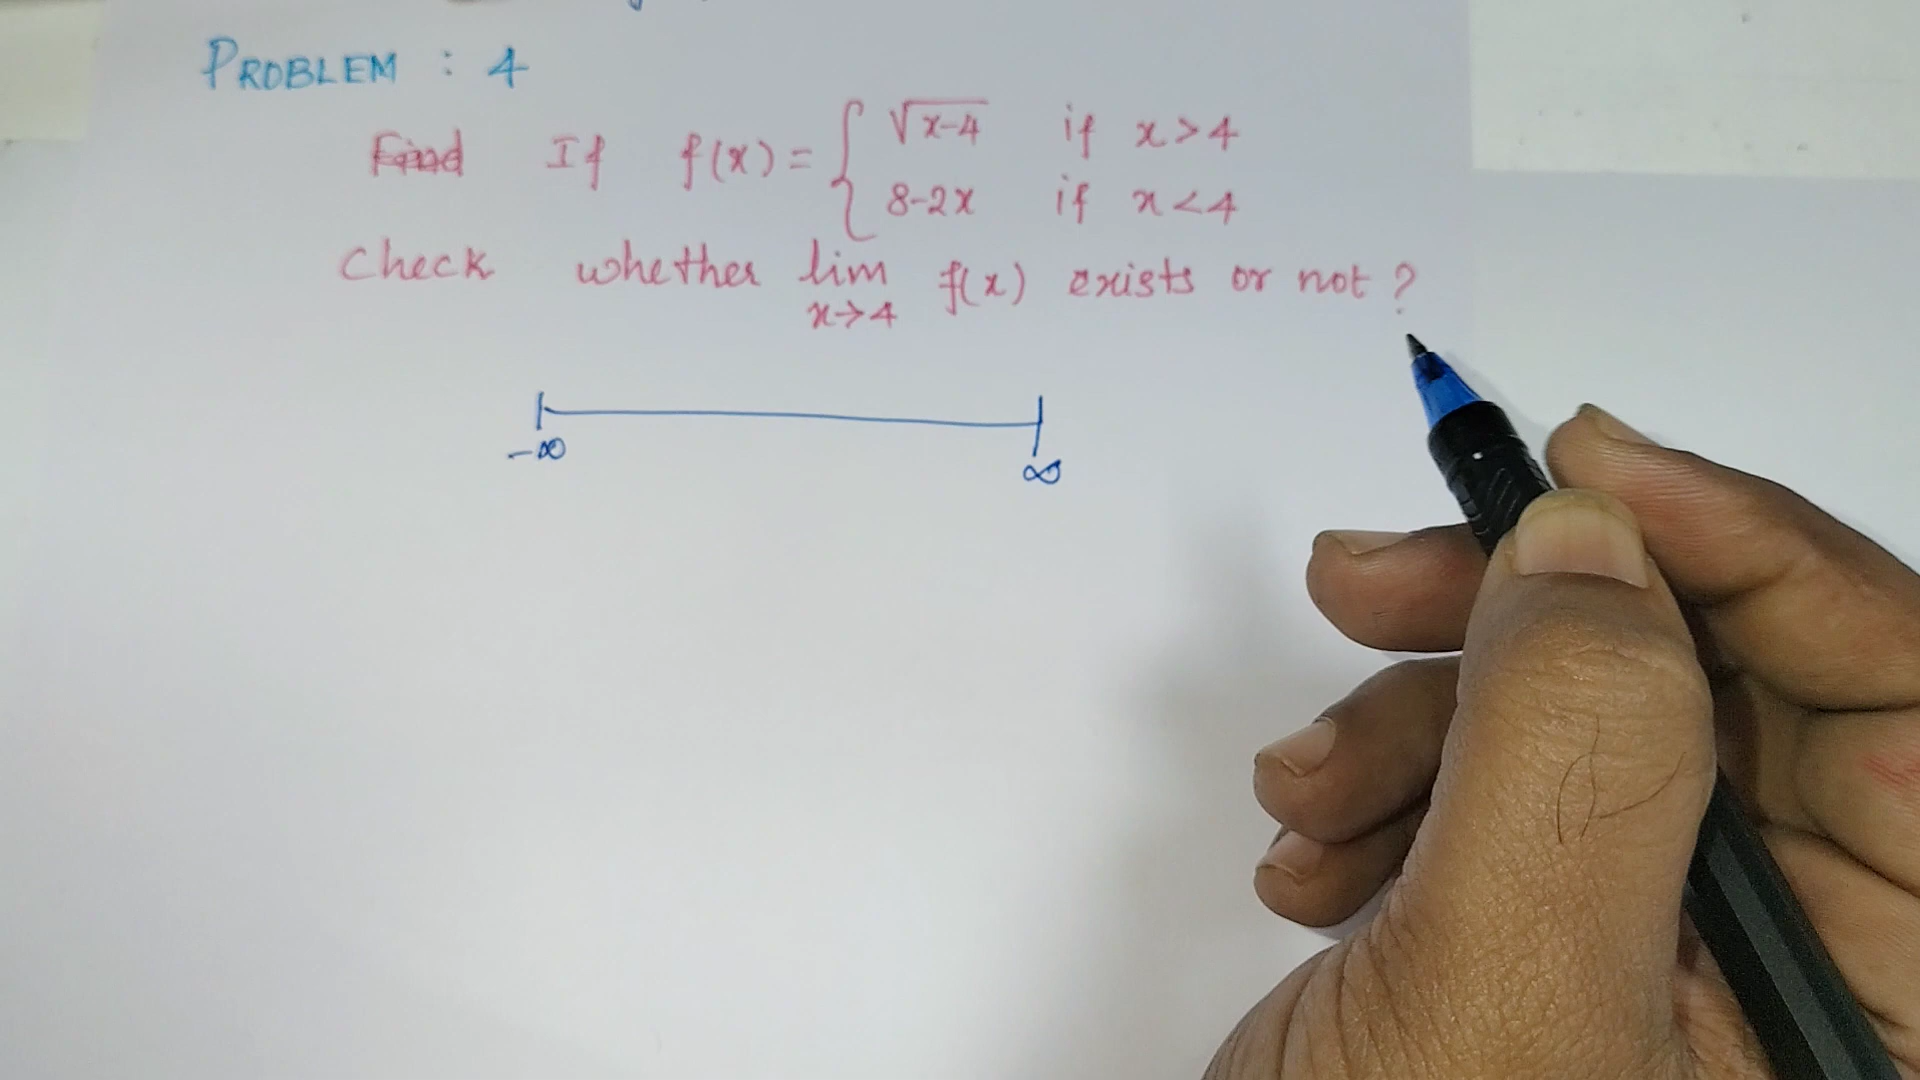 PROBLEM : 4
Find If f(x) = { √x-4 if x>4
8-2x if x<4
Check whether lim f(x) exists or not ?
x→4
-∞ ∞